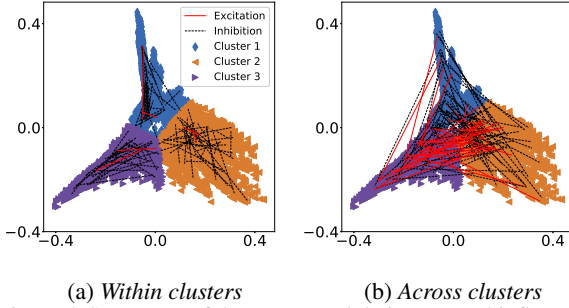 0.4
0.0
−0.4
−0.4 0.0 0.4
Excitation
Inhibition
Cluster 1
Cluster 2
Cluster 3
0.4
0.0
−0.4
−0.4 0.0 0.4
(a) Within clusters
(b) Across clusters